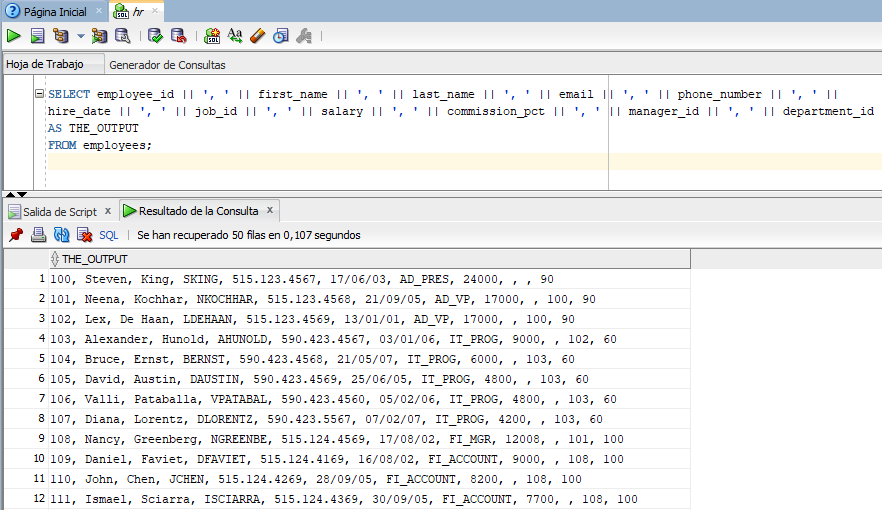 Página Inicial hr
Hoja de Trabajo Generador de Consultas
SELECT employee_id || ', ' || first_name || ', ' || last_name || ', ' || email || ', ' || phone_number || ', ' ||
hire_date || ', ' || job_id || ', ' || salary || ', ' || commission_pct || ', ' || manager_id || ', ' || department_id
AS THE_OUTPUT
FROM employees;
Salida de Script x Resultado de la Consulta x
SQL | Se han recuperado 50 filas en 0,107 segundos
THE_OUTPUT
1 100, Steven, King, SKING, 515.123.4567, 17/06/03, AD_PRES, 24000, , , 90
2 101, Neena, Kochhar, NKOCHHAR, 515.123.4568, 21/09/05, AD_VP, 17000, , 100, 90
3 102, Lex, De Haan, LDEHAAN, 515.123.4569, 13/01/01, AD_VP, 17000, , 100, 90
4 103, Alexander, Hunold, AHUNOLD, 590.423.4567, 03/01/06, IT_PROG, 9000, , 102, 60
5 104, Bruce, Ernst, BERNST, 590.423.4568, 21/05/07, IT_PROG, 6000, , 103, 60
6 105, David, Austin, DAUSTIN, 590.423.4569, 25/06/05, IT_PROG, 4800, , 103, 60
7 106, Valli, Pataballa, VPATABAL, 590.423.4560, 05/02/06, IT_PROG, 4800, , 103, 60
8 107, Diana, Lorentz, DLORENTZ, 590.423.5567, 07/02/07, IT_PROG, 4200, , 103, 60
9 108, Nancy, Greenberg, NGREENBE, 515.124.4569, 17/08/02, FI_MGR, 12008, , 101, 100
10 109, Daniel, Faviet, DFAVIET, 515.124.4169, 16/08/02, FI_ACCOUNT, 9000, , 108, 100
11 110, John, Chen, JCHEN, 515.124.4269, 28/09/05, FI_ACCOUNT, 8200, , 108, 100
12 111, Ismael, Sciarra, ISCIARRA, 515.124.4369, 30/09/05, FI_ACCOUNT, 7700, , 108, 100